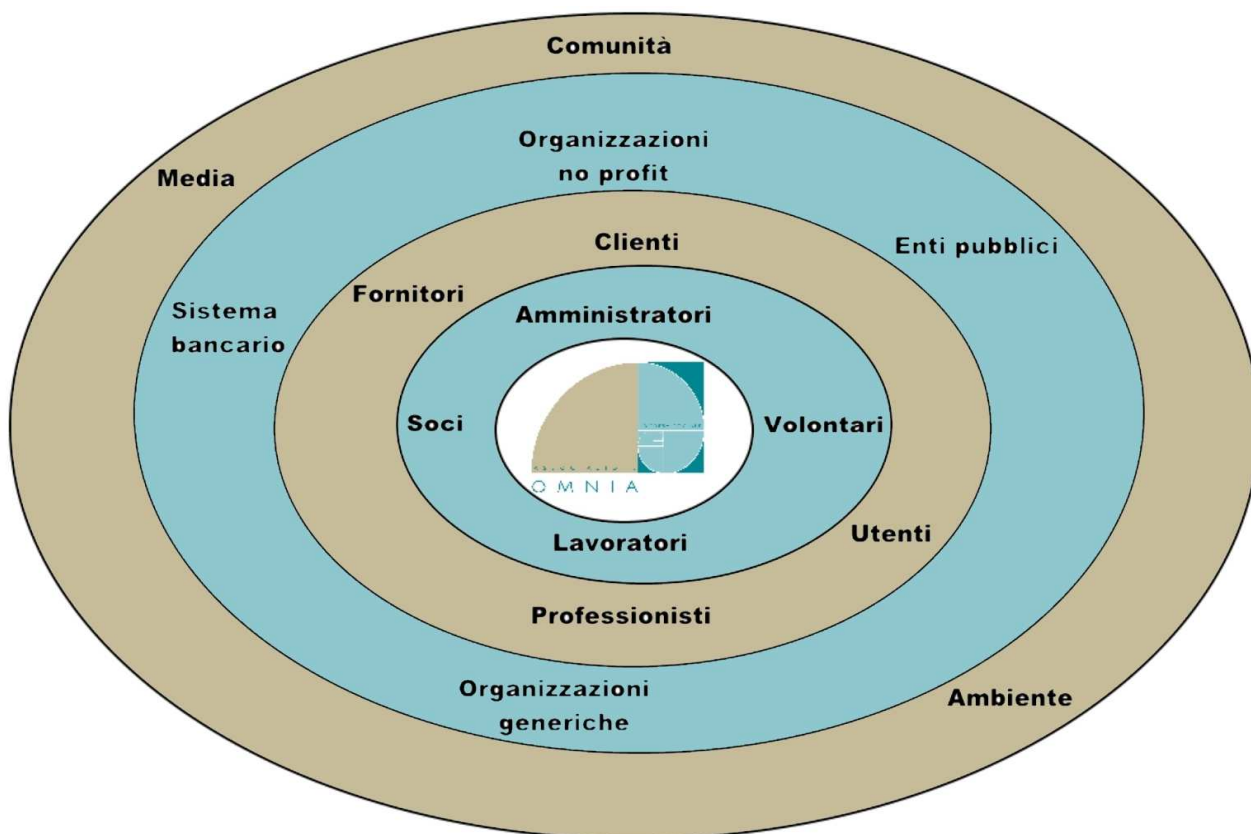 Comunità
Organizzazioni
no profit
Media
Clienti
Enti pubblici
Fornitori
Sistema
bancario
Amministratori
Soci
Volontari
OMNIA
Lavoratori
Utenti
Professionisti
Organizzazioni
generiche
Ambiente